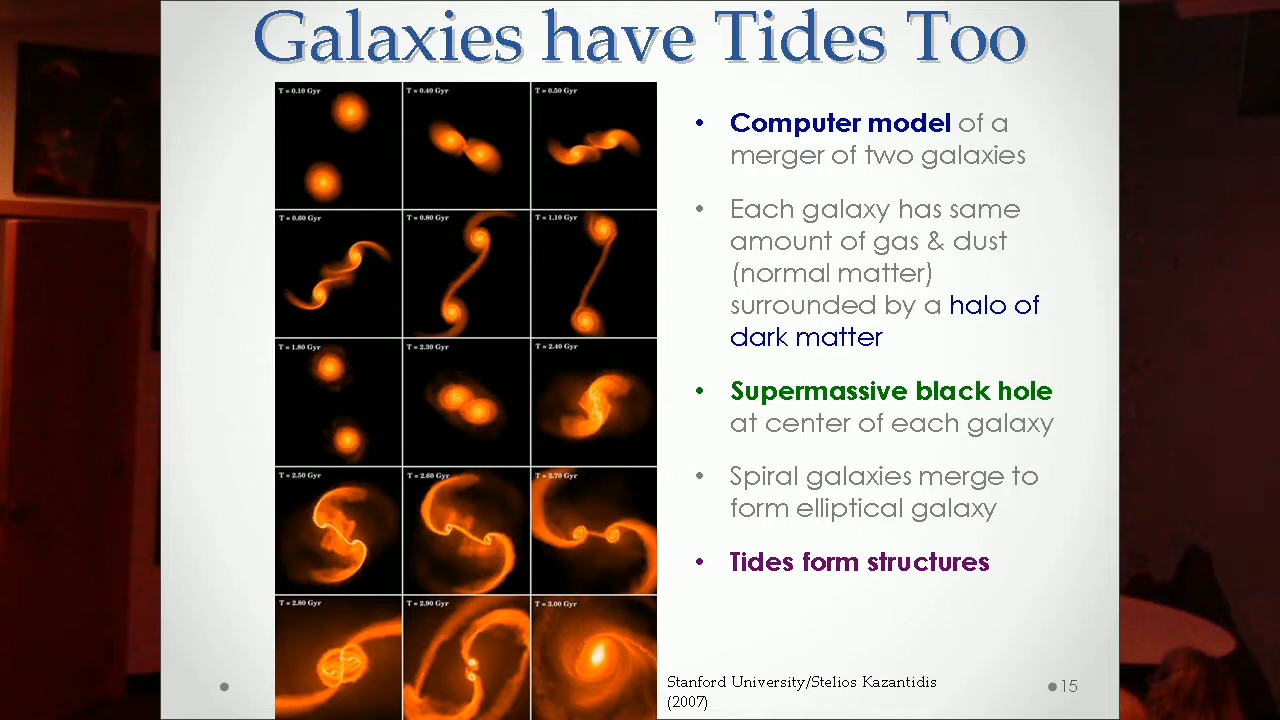 Galaxies have Tides Too
T = 0.10 Gyr
T = 0.40 Gyr
T = 0.50 Gyr
T = 0.60 Gyr
T = 0.80 Gyr
T = 1.10 Gyr
T = 1.80 Gyr
T = 2.30 Gyr
T = 2.40 Gyr
T = 2.50 Gyr
T = 2.60 Gyr
T = 2.70 Gyr
T = 2.80 Gyr
T = 2.90 Gyr
T = 3.00 Gyr
• Computer model of a
merger of two galaxies
• Each galaxy has same
amount of gas & dust
(normal matter)
surrounded by a halo of
dark matter
• Supermassive black hole
at center of each galaxy
• Spiral galaxies merge to
form elliptical galaxy
• Tides form structures
Stanford University/Stelios Kazantidis
(2007)
15